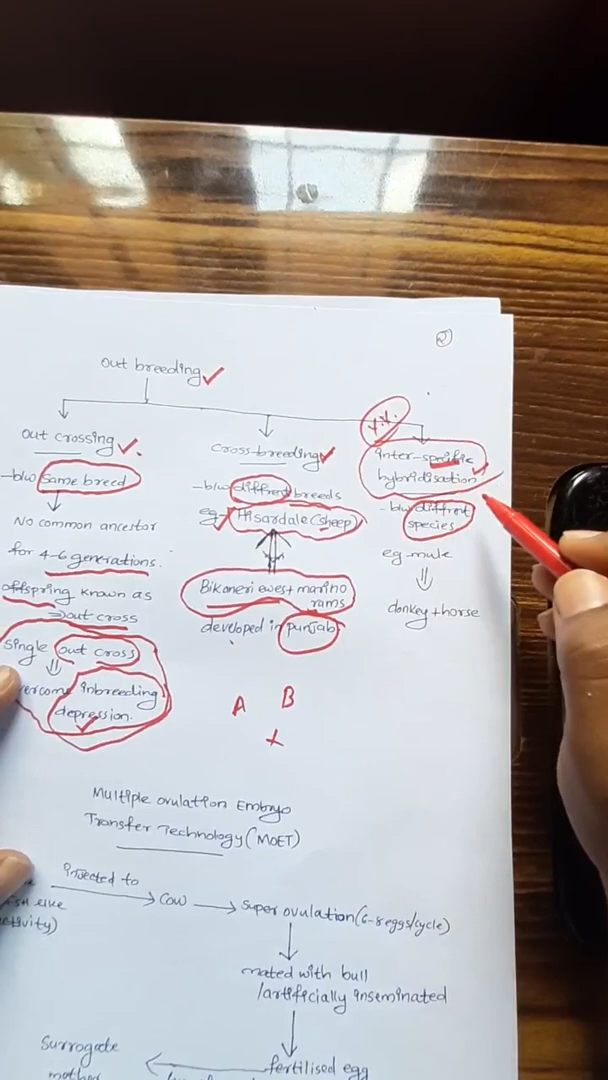 ②
Out breeding
Out crossing
-b/w same breed
No common ancestor
for 4-6 generations.
offspring known as
⇒ out cross
single out cross
inbreeding
depression.
Cross-breeding
-b/w diffrent breeds
eg- Hisardale (sheep)
Bikaneri ewes + marino
rams
developed in punjab.
A B
x
Inter-specific
hybridisation
-b/w diffrent
species
eg-mule
donkey + horse
Multiple ovulation Embryo
Transfer Technology (MOET)
injected to
cow
super ovulation (6-8 eggs/cycle)
mated with bull
/artificially inseminated
fertilised egg
Surrogate